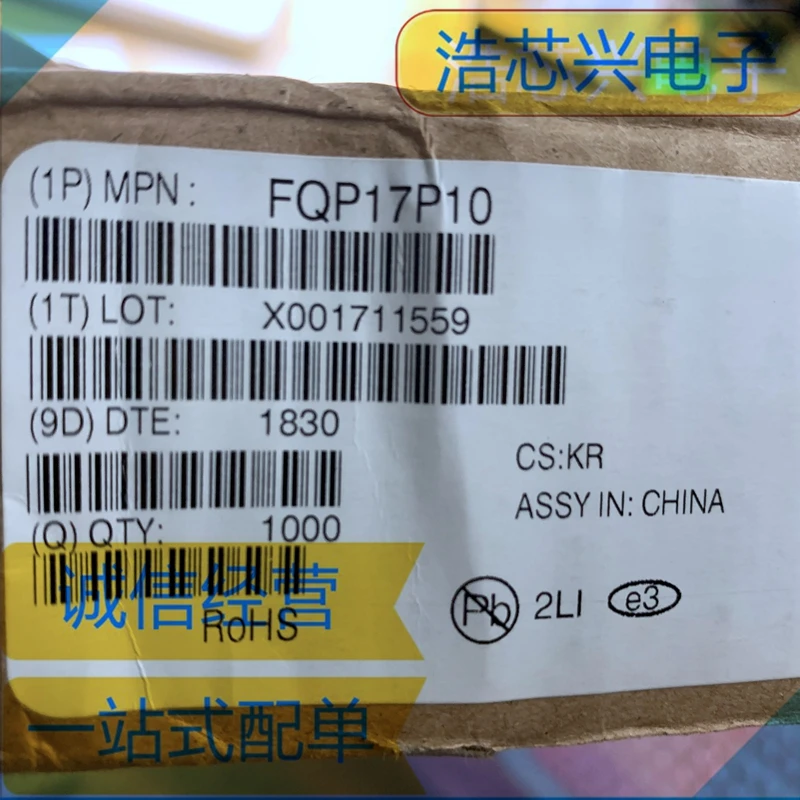 浩芯兴电子
(1P) MPN: FQP17P10
(1T) LOT: X001711559
(9D) DTE: 1830
CS:KR
ASSY IN: CHINA
(Q) QTY: 1000
诚信经营
RoHS
Pb 2LI e3
一站式配单